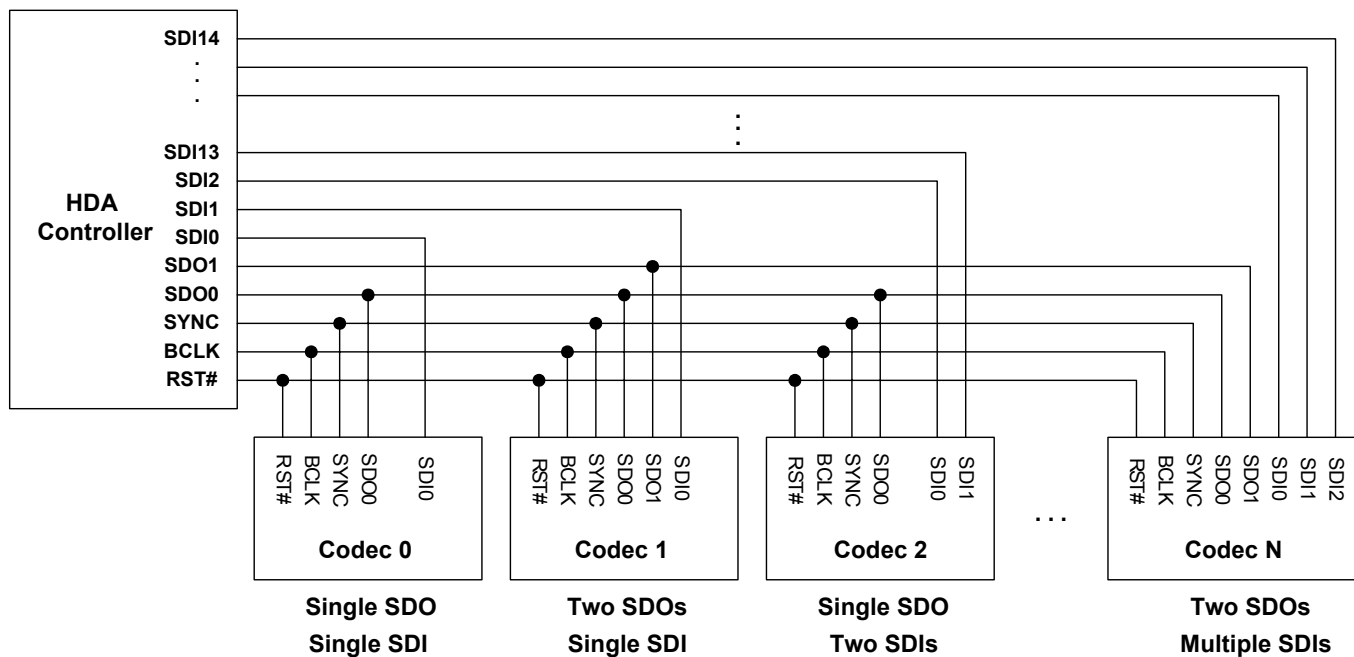 SDI14
.
.
.
SDI13
SDI2
SDI1
SDI0
SDO1
SDO0
SYNC
BCLK
RST#
HDA
Controller
RST#
BCLK
SYNC
SDO0
SDI0
Codec 0
Single SDO
Single SDI
RST#
BCLK
SYNC
SDO0
SDO1
SDI0
Codec 1
Two SDOs
Single SDI
RST#
BCLK
SYNC
SDO0
SDI0
SDI1
Codec 2
Single SDO
Two SDIs
. . .
RST#
BCLK
SYNC
SDO0
SDO1
SDI0
SDI1
SDI2
Codec N
Two SDOs
Multiple SDIs